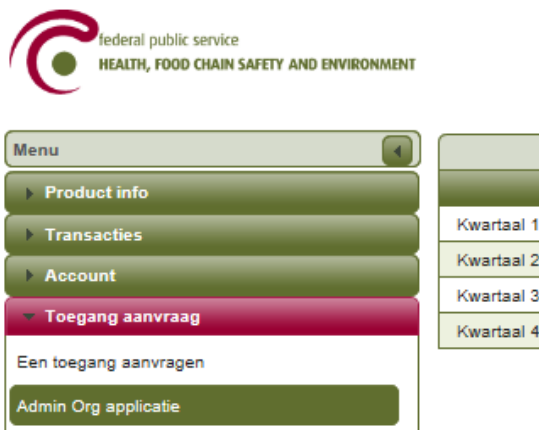 federal public service
HEALTH, FOOD CHAIN SAFETY AND ENVIRONMENT
Menu
Product info
Transacties
Account
Toegang aanvraag
Een toegang aanvragen
Admin Org applicatie
Kwartaal 1
Kwartaal 2
Kwartaal 3
Kwartaal 4